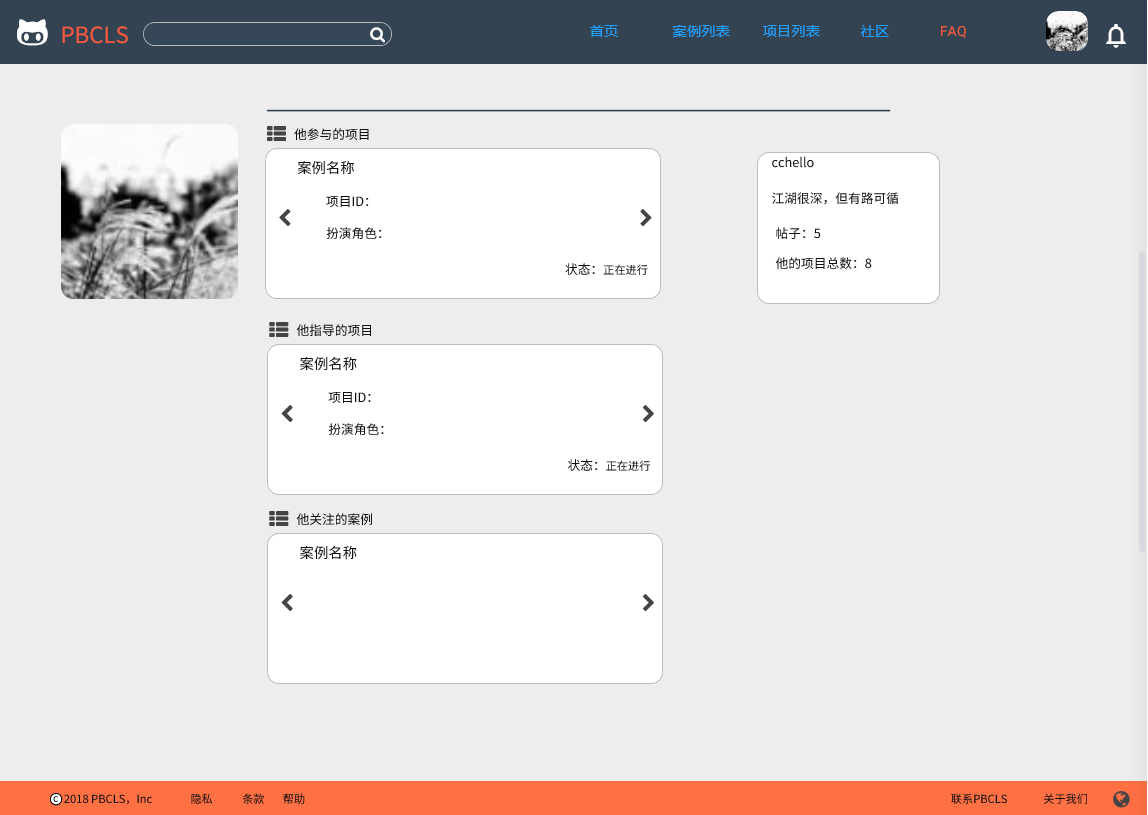 PBCLS
首页 案例列表 项目列表 社区 FAQ
他参与的项目
案例名称
项目ID：
扮演角色：
状态：正在进行
cchello
江湖很深，但有路可循
帖子：5
他的项目总数：8
他指导的项目
案例名称
项目ID：
扮演角色：
状态：正在进行
他关注的案例
案例名称
©2018 PBCLS，Inc 隐私 条款 帮助 联系PBCLS 关于我们